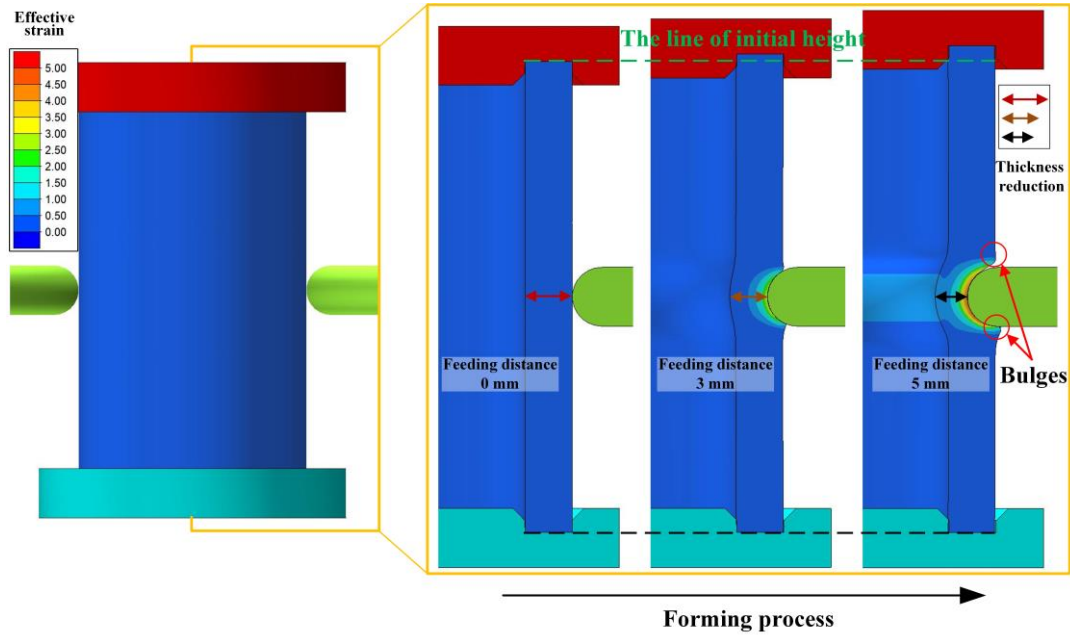 Effective
strain
5.00
4.50
4.00
3.50
3.00
2.50
2.00
1.50
1.00
0.50
0.00
The line of initial height
Thickness
reduction
Feeding distance
0 mm
Feeding distance
3 mm
Feeding distance
5 mm
Bulges
Forming process